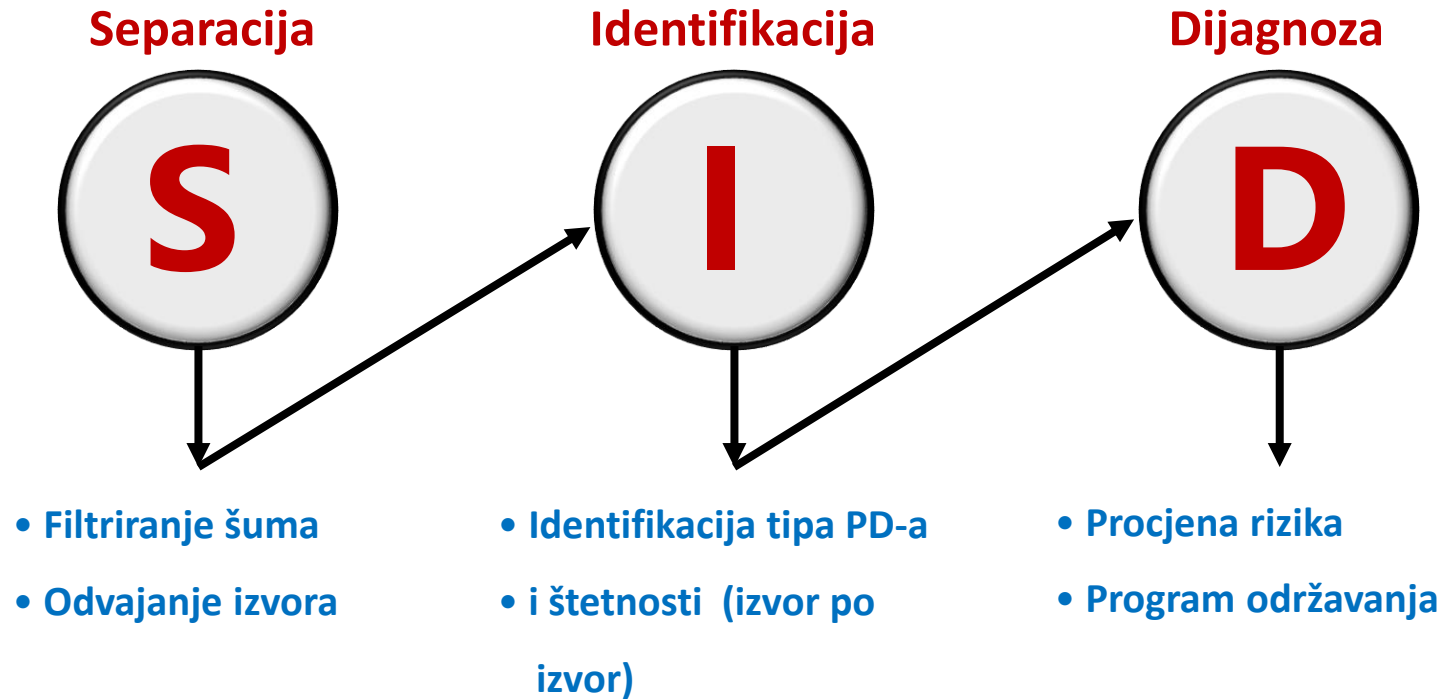 Separacija
Identifikacija
Dijagnoza
S
I
D
• Filtriranje šuma
• Odvajanje izvora
• Identifikacija tipa PD-a
• i štetnosti (izvor po
izvor)
• Procjena rizika
• Program održavanja